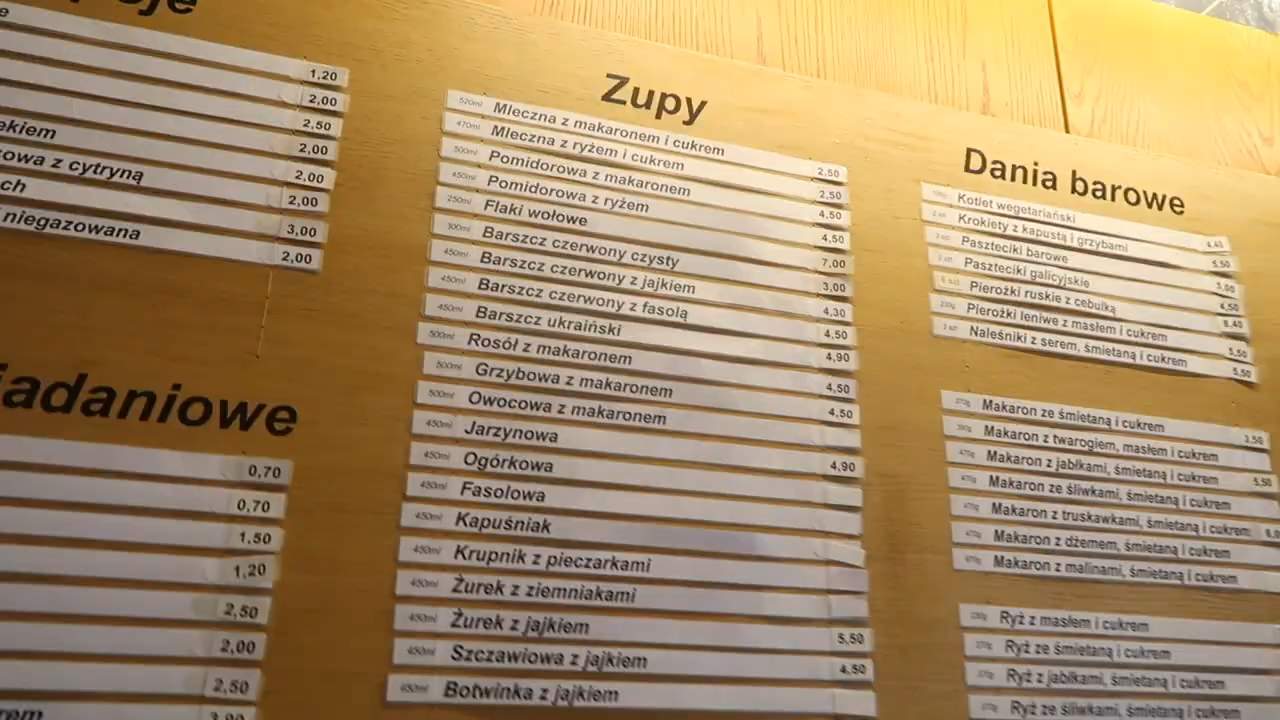 1,20
2,00
2,50
2,00
ekiem 2,00
owa z cytryną 2,00
ch 3,00
niegazowana 2,00
iadaniowe
0,70
0,70
1,50
1,20
2,50
2,00
2,50
Zupy
520ml Mleczna z makaronem i cukrem 2,50
470ml Mleczna z ryżem i cukrem 2,50
500ml Pomidorowa z makaronem 4,50
450ml Pomidorowa z ryżem 4,50
250ml Flaki wołowe 7,00
300ml Barszcz czerwony czysty 3,00
450ml Barszcz czerwony z jajkiem 4,30
450ml Barszcz czerwony z fasolą 4,50
450ml Barszcz ukraiński 4,90
500ml Rosół z makaronem 4,50
500ml Grzybowa z makaronem 4,50
500ml Owocowa z makaronem
450ml Jarzynowa 4,90
450ml Ogórkowa
450ml Fasolowa
450ml Kapuśniak
450ml Krupnik z pieczarkami
450ml Żurek z ziemniakami
450ml Żurek z jajkiem 5,50
450ml Szczawiowa z jajkiem 4,50
450ml Botwinka z jajkiem
Dania barowe
Kotlet wegetariański 4,40
Krokiety z kapustą i grzybami 5,50
Paszteciki barowe 5,00
Paszteciki galicyjskie 4,50
Pierożki ruskie z cebulką 6,40
Pierożki leniwe z masłem i cukrem 5,50
Naleśniki z serem, śmietaną i cukrem 5,50
Makaron ze śmietaną i cukrem 3,50
Makaron z twarogiem, masłem i cukrem
Makaron z jabłkami, śmietaną i cukrem 5,50
Makaron ze śliwkami, śmietaną i cukrem
Makaron z truskawkami, śmietaną i cukrem
Makaron z dżemem, śmietaną i cukrem
Makaron z malinami, śmietaną i cukrem
Ryż z masłem i cukrem
Ryż ze śmietaną i cukrem
Ryż z jabłkami, śmietaną i cukrem
Ryż ze śliwkami, śmietaną i cukrem